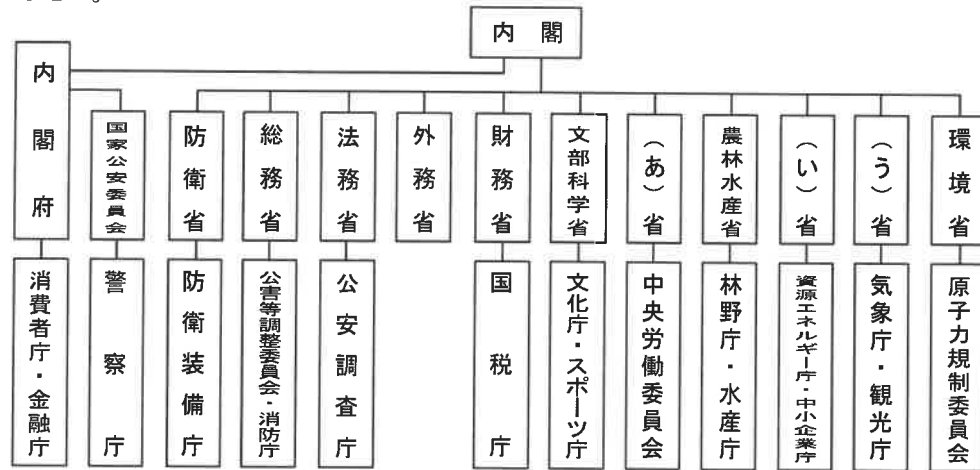 内閣
内閣府
国家公安委員会
防衛省
総務省
法務省
外務省
財務省
文部科学省
（あ）省
農林水産省
（い）省
（う）省
環境省
消費者庁・金融庁
警察庁
防衛装備庁
公害等調整委員会・消防庁
公安調査庁
国税庁
文化庁・スポーツ庁
中央労働委員会
林野庁・水産庁
資源エネルギー庁・中小企業庁
気象庁・観光庁
原子力規制委員会